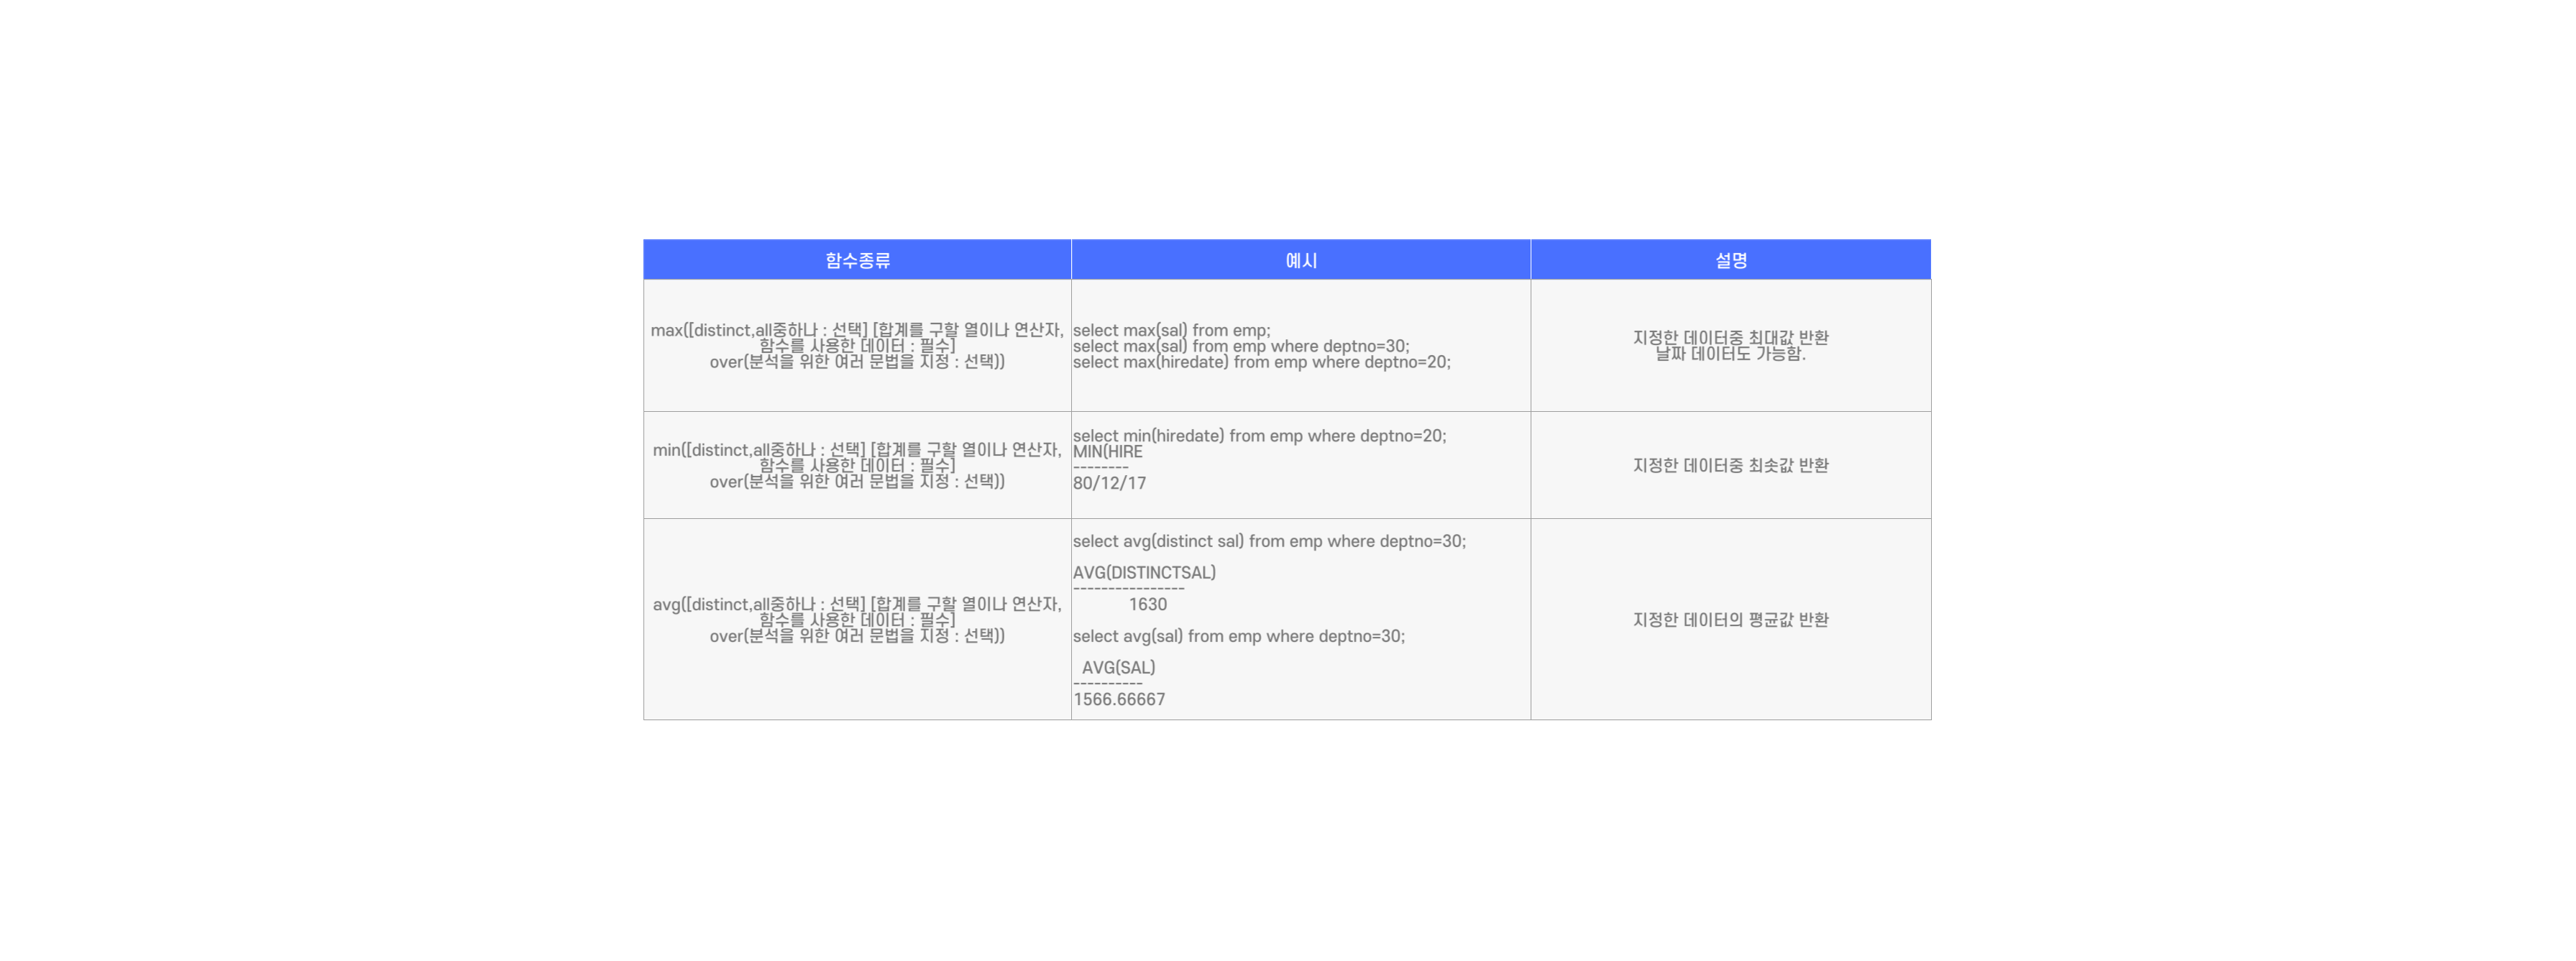 함수종류
예시
설명
max([distinct,all중하나 : 선택] [합계를 구할 열이나 연산자,
함수를 사용한 데이터 : 필수]
over(분석을 위한 여러 문법을 지정 : 선택))
select max(sal) from emp;
select max(sal) from emp where deptno=30;
select max(hiredate) from emp where deptno=20;
지정한 데이터중 최대값 반환
날짜 데이터도 가능함.
min([distinct,all중하나 : 선택] [합계를 구할 열이나 연산자,
함수를 사용한 데이터 : 필수]
over(분석을 위한 여러 문법을 지정 : 선택))
select min(hiredate) from emp where deptno=20;
MIN(HIRE
--------
80/12/17
지정한 데이터중 최솟값 반환
avg([distinct,all중하나 : 선택] [합계를 구할 열이나 연산자,
함수를 사용한 데이터 : 필수]
over(분석을 위한 여러 문법을 지정 : 선택))
select avg(distinct sal) from emp where deptno=30;
AVG(DISTINCTSAL)
----------------
1630
select avg(sal) from emp where deptno=30;
AVG(SAL)
----------
1566.66667
지정한 데이터의 평균값 반환